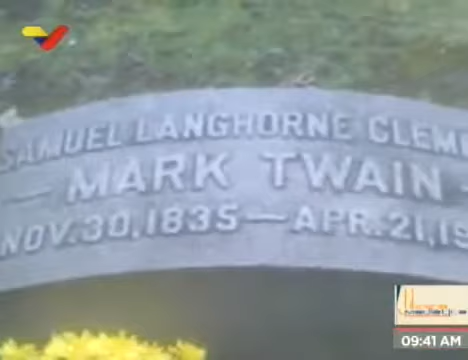 SAMUEL LANGHORNE CLEM
— MARK TWAIN -
NOV. 30, 1835 — APR. 21, 19
09:41 AM